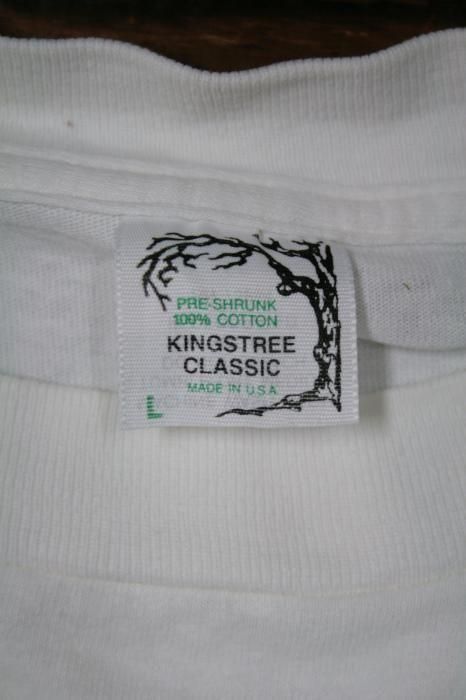 PRE-SHRUNK
100% COTTON
KINGSTREE
CLASSIC
MADE IN U.S.A.
L